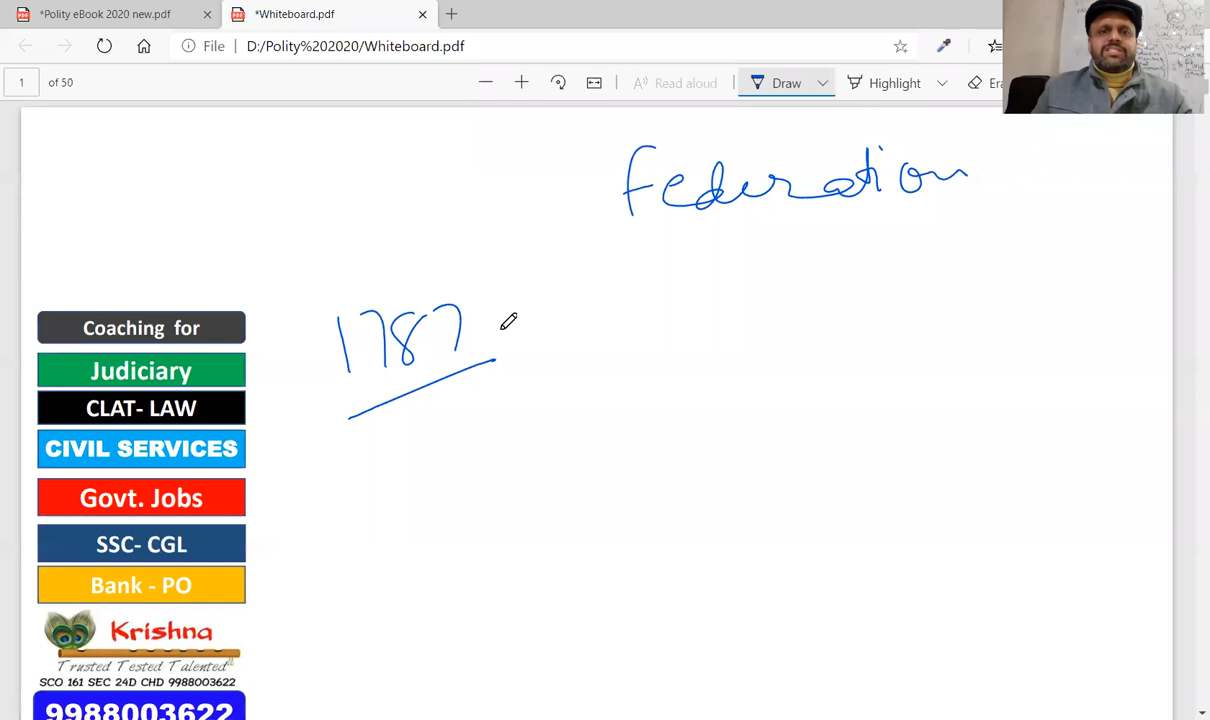 *Polity eBook 2020 new.pdf
*Whiteboard.pdf
File D:/Polity%202020/Whiteboard.pdf
1 of 50
Read aloud
Draw
Highlight
Federation
1787
Coaching for
Judiciary
CLAT- LAW
CIVIL SERVICES
Govt. Jobs
SSC- CGL
Bank - PO
Krishna
Trusted Tested Talented
SCO 161 SEC 24D CHD 9988003622
9988003622